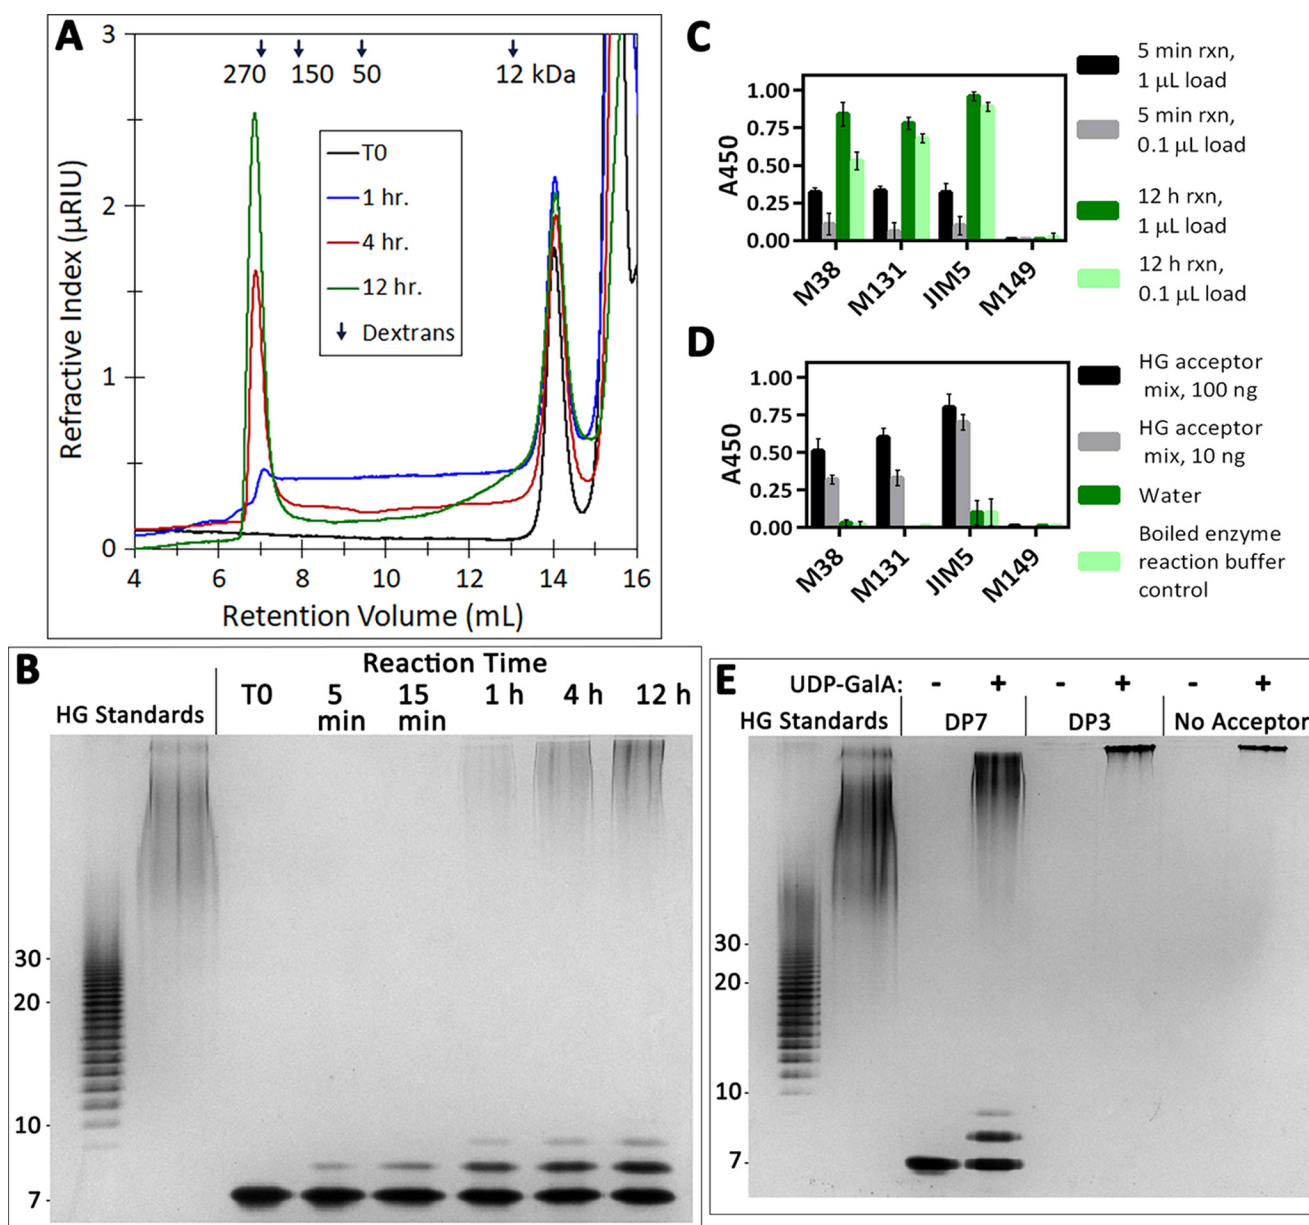 A
3
2
1
0
Refractive Index (µRIU)
270 150 50 12 kDa
T0
1 hr.
4 hr.
12 hr.
Dextrans
4 6 8 10 12 14 16
Retention Volume (mL)
C
A450
1.00
0.75
0.50
0.25
0.00
M38 M131 JIM5 M149
5 min rxn,
1 µL load
5 min rxn,
0.1 µL load
12 h rxn,
1 µL load
12 h rxn,
0.1 µL load
D
A450
1.00
0.75
0.50
0.25
0.00
M38 M131 JIM5 M149
HG acceptor
mix, 100 ng
HG acceptor
mix, 10 ng
Water
Boiled enzyme
reaction buffer
control
B
Reaction Time
HG Standards
T0 5 min 15 min 1 h 4 h 12 h
30
20
10
7
E
UDP-GalA: - + - + - +
HG Standards DP7 DP3 No Acceptor
30
20
10
7